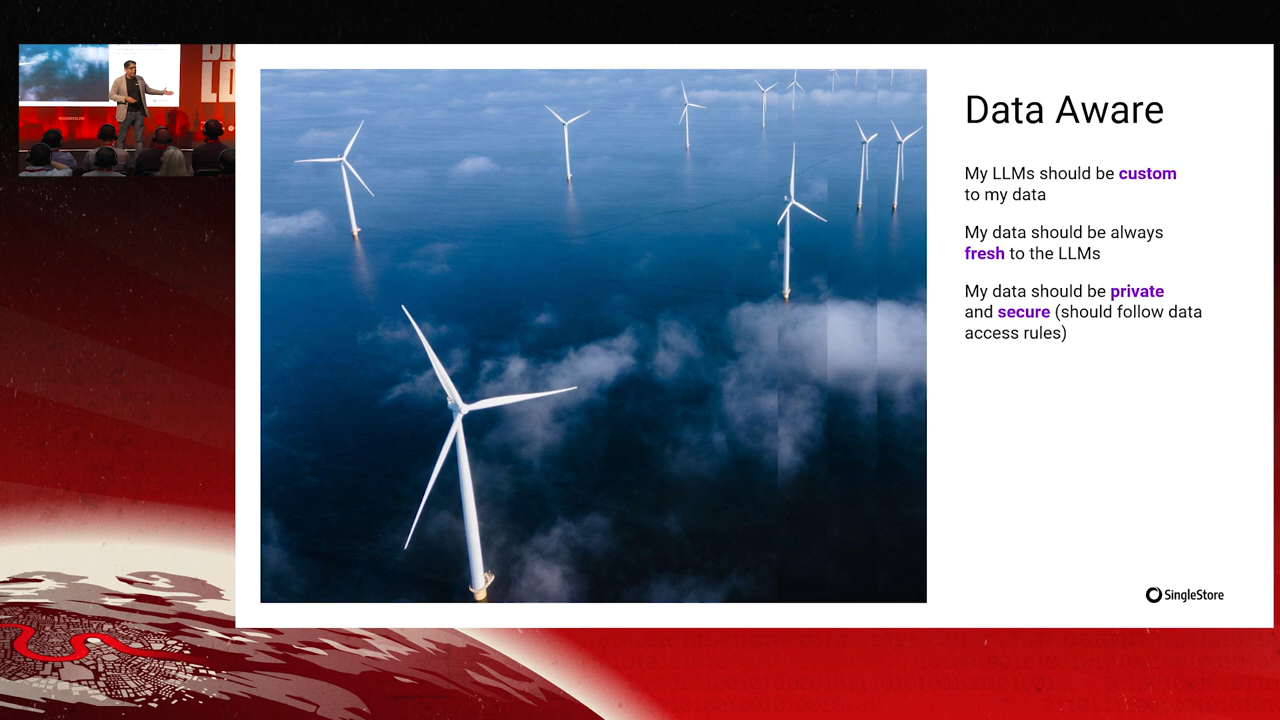 Data Aware
My LLMs should be custom
to my data
My data should be always
fresh to the LLMs
My data should be private
and secure (should follow data
access rules)
SingleStore